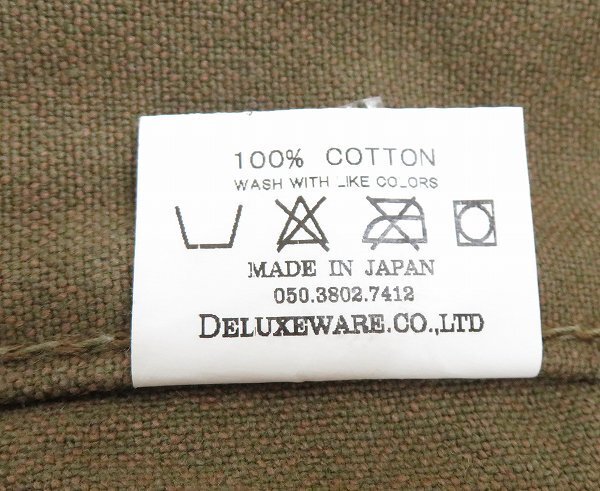 100% COTTON
WASH WITH LIKE COLORS
MADE IN JAPAN
050.3802.7412
DELUXEWARE.CO.,LTD